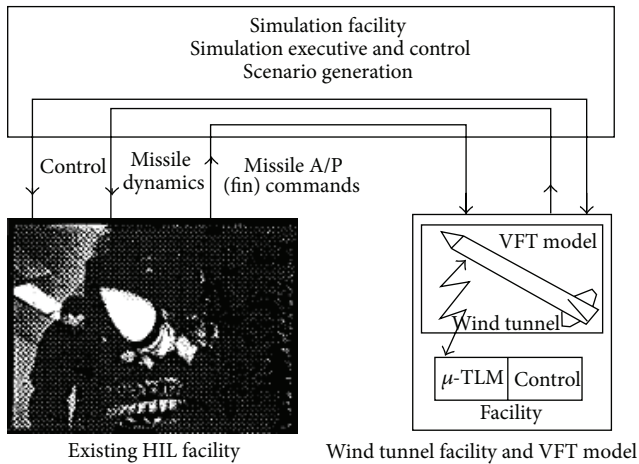 Simulation facility
Simulation executive and control
Scenario generation
Control
Missile
dynamics
Missile A/P
(fin) commands
VFT model
Wind tunnel
μ-TLM
Control
Facility
Existing HIL facility
Wind tunnel facility and VFT model